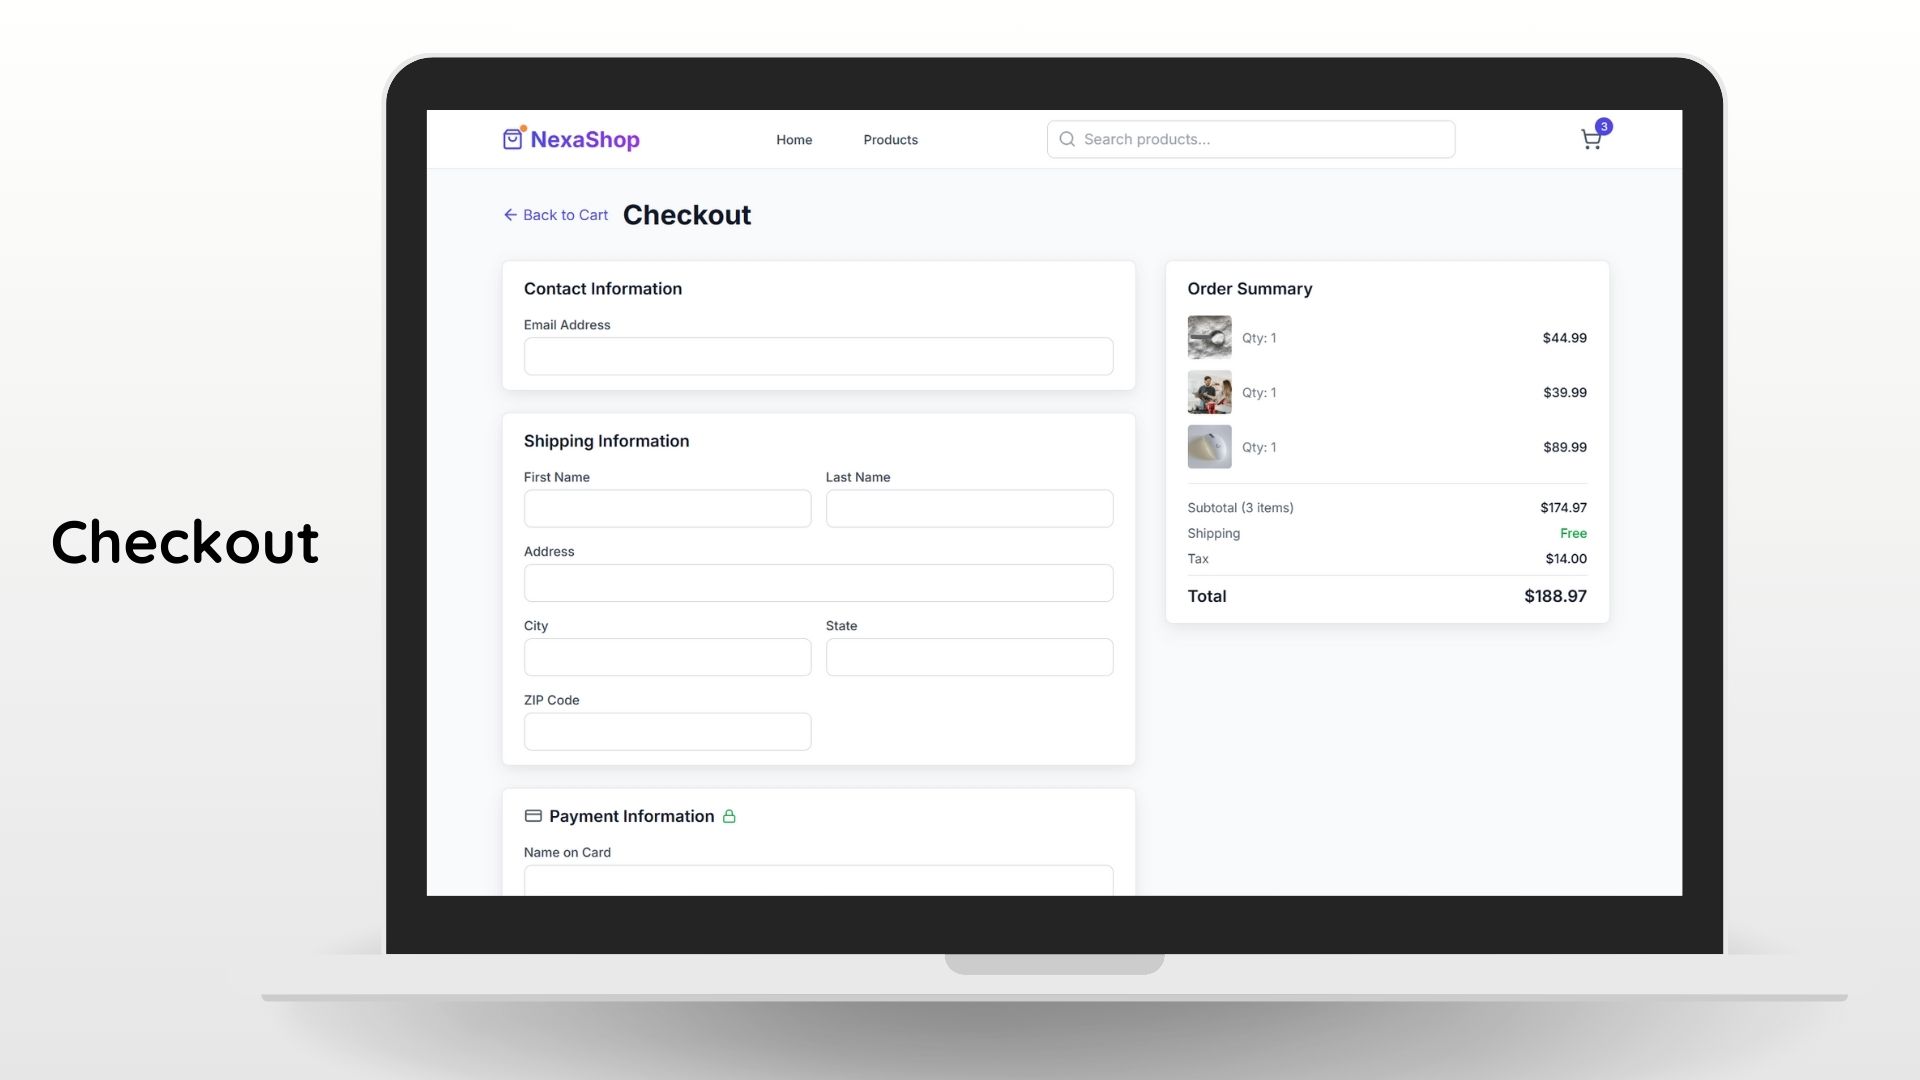 Checkout
NexaShop
Home
Products
Search products...
3
Back to Cart
Checkout
Contact Information
Email Address
Shipping Information
First Name
Last Name
Address
City
State
ZIP Code
Payment Information
Name on Card
Order Summary
Qty: 1 $44.99
Qty: 1 $39.99
Qty: 1 $89.99
Subtotal (3 items) $174.97
Shipping Free
Tax $14.00
Total $188.97